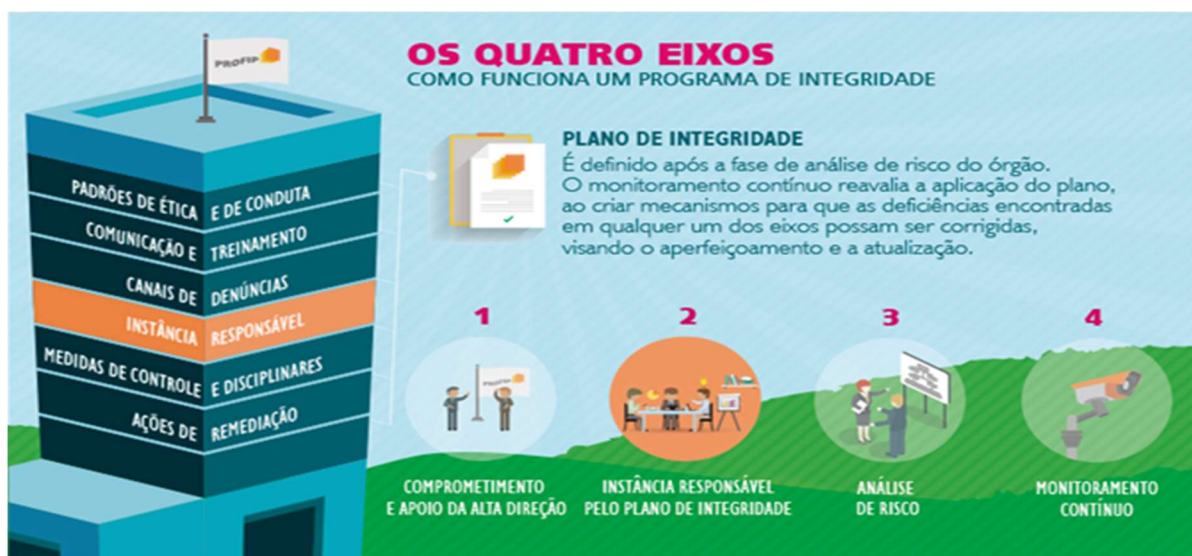 PROFIP
OS QUATRO EIXOS
COMO FUNCIONA UM PROGRAMA DE INTEGRIDADE
PLANO DE INTEGRIDADE
É definido após a fase de análise de risco do órgão.
O monitoramento contínuo reavalia a aplicação do plano,
ao criar mecanismos para que as deficiências encontradas
em qualquer um dos eixos possam ser corrigidas,
visando o aperfeiçoamento e a atualização.
PADRÕES DE ÉTICA E DE CONDUTA
COMUNICAÇÃO E TREINAMENTO
CANAIS DE DENÚNCIAS
INSTÂNCIA RESPONSÁVEL
MEDIDAS DE CONTROLE E DISCIPLINARES
AÇÕES DE REMEDIAÇÃO
1
PROFIP
COMPROMETIMENTO
E APOIO DA ALTA DIREÇÃO
2
INSTÂNCIA RESPONSÁVEL
PELO PLANO DE INTEGRIDADE
3
ANÁLISE
DE RISCO
4
MONITORAMENTO
CONTÍNUO